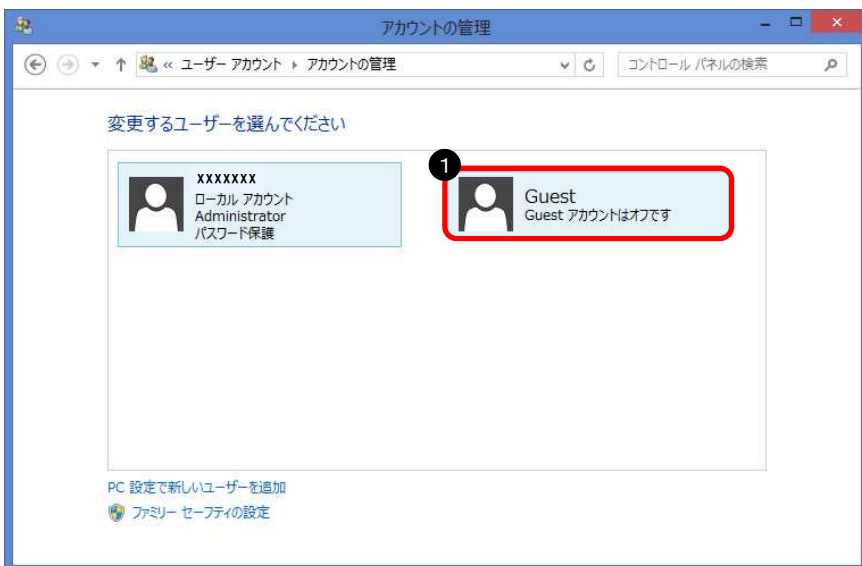 アカウントの管理
« ユーザー アカウント ▸ アカウントの管理
コントロール パネルの検索
変更するユーザーを選んでください
xxxxxxx
ローカル アカウント
Administrator
パスワード保護
1
Guest
Guest アカウントはオフです
PC 設定で新しいユーザーを追加
ファミリー セーフティの設定